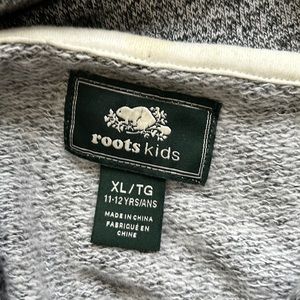 roots kids
XL/TG
11-12 YRS/ANS
MADE IN CHINA
FABRIQUÉ EN
CHINE